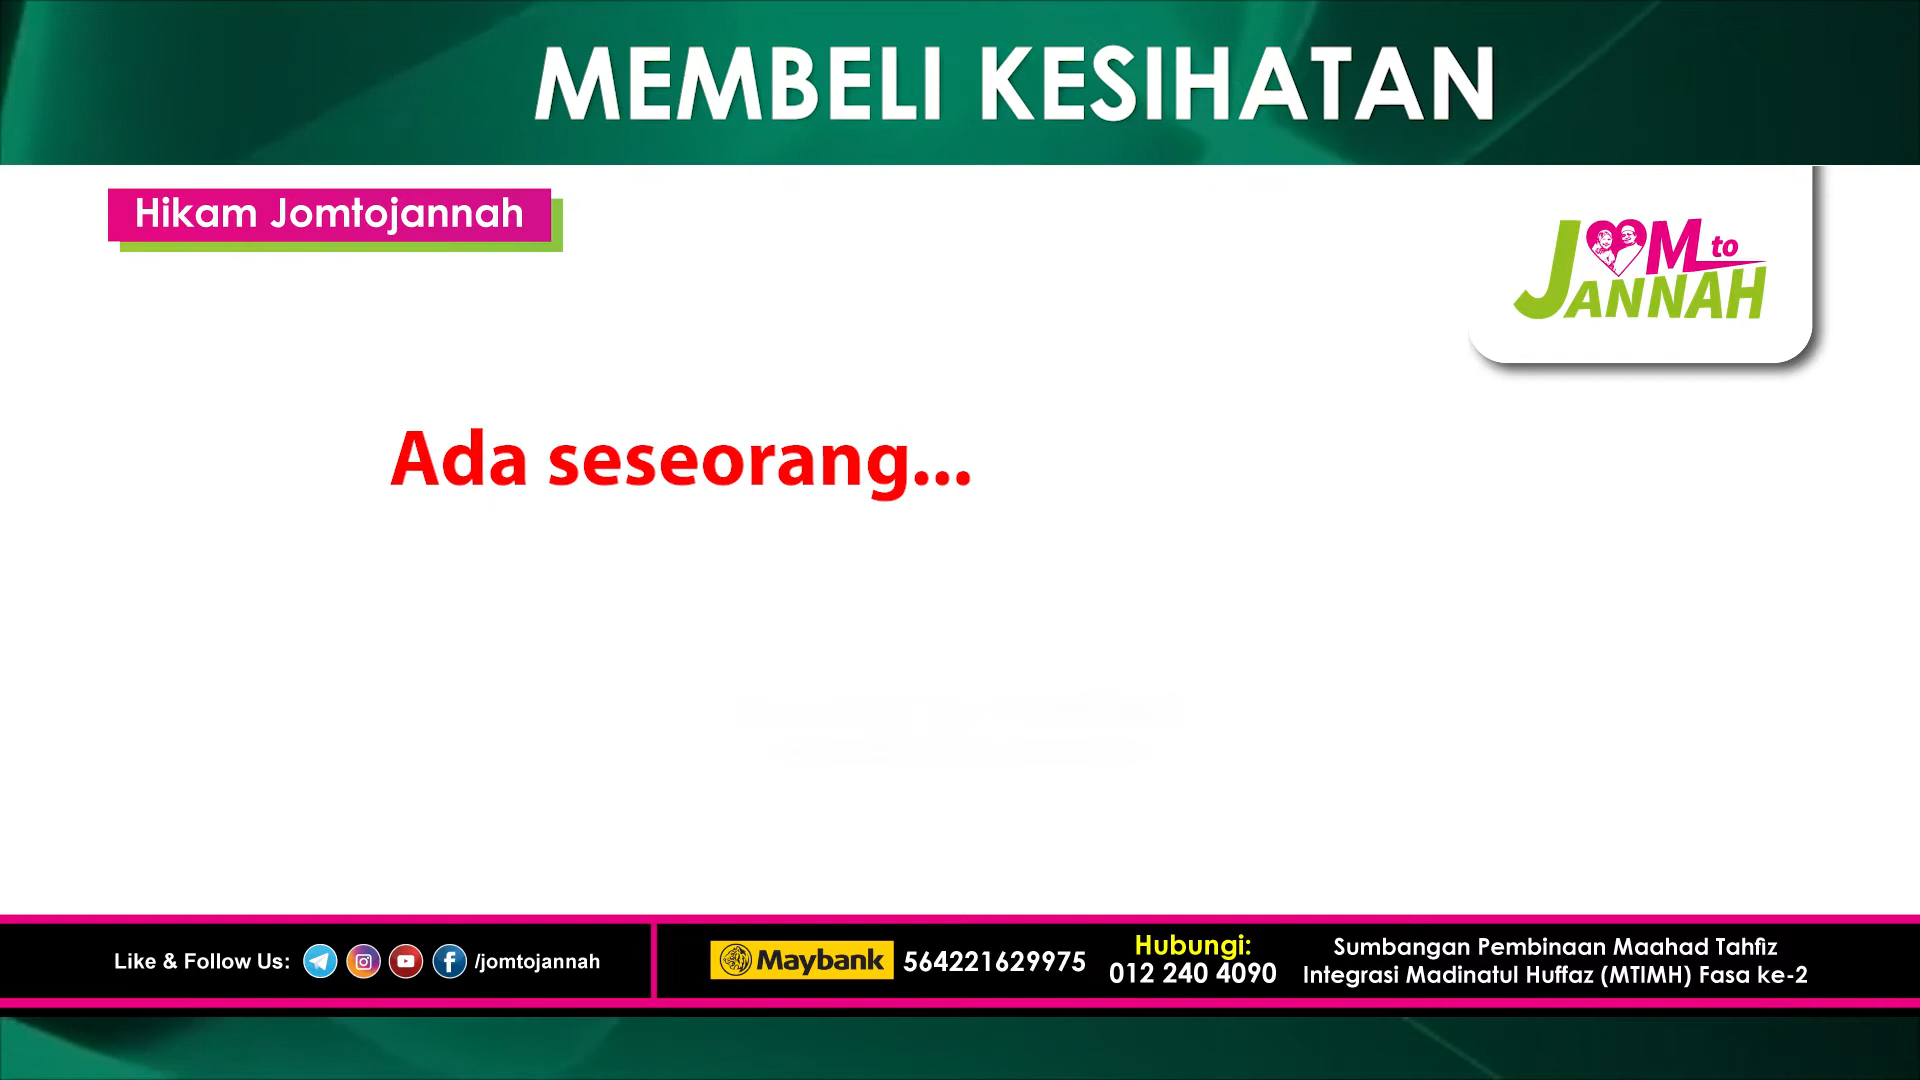 MEMBELI KESIHATAN
Hikam Jomtojannah
JOM to
JANNAH
Ada seseorang...
Like & Follow Us: /jomtojannah
Maybank 564221629975
Hubungi:
012 240 4090
Sumbangan Pembinaan Maahad Tahfiz
Integrasi Madinatul Huffaz (MTIMH) Fasa ke-2